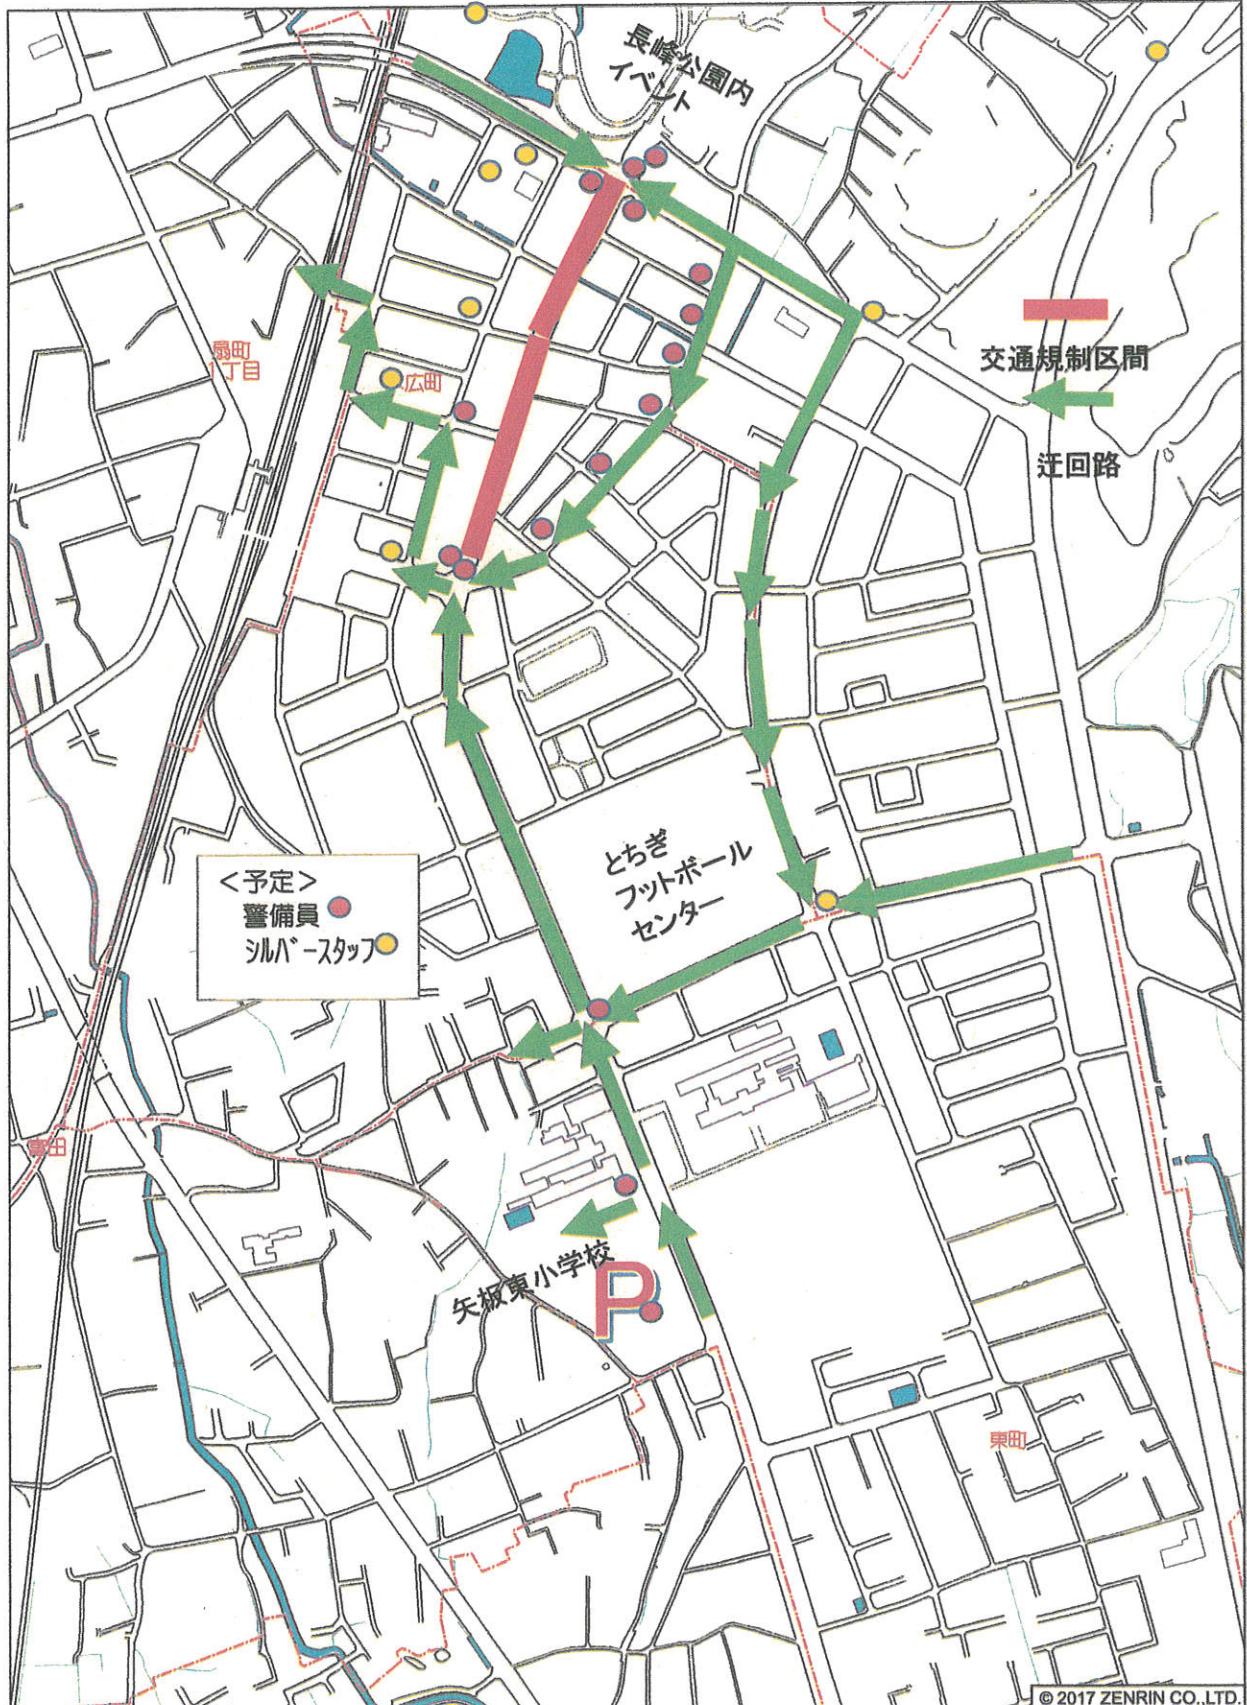 長峰公園内
イベント
扇町
1丁目
広町
交通規制区間
迂回路
とちぎ
フットボール
センター
＜予定＞
警備員
シルバースタッフ
富田
矢板東小学校
P
東町
© 2017 ZENRIN CO.,LTD.